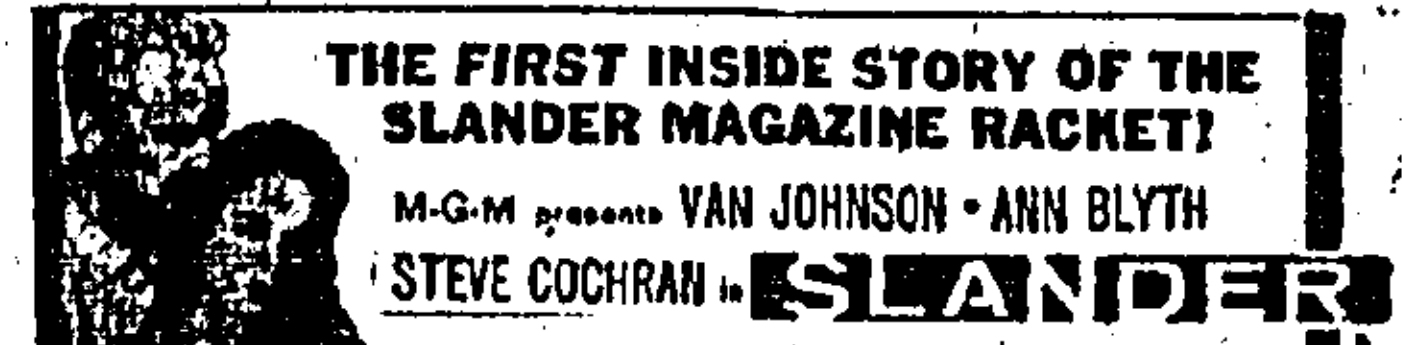 THE FIRST INSIDE STORY OF THE
SLANDER MAGAZINE RACKET!
M-G-M presents VAN JOHNSON • ANN BLYTH
STEVE COCHRAN in SLANDER